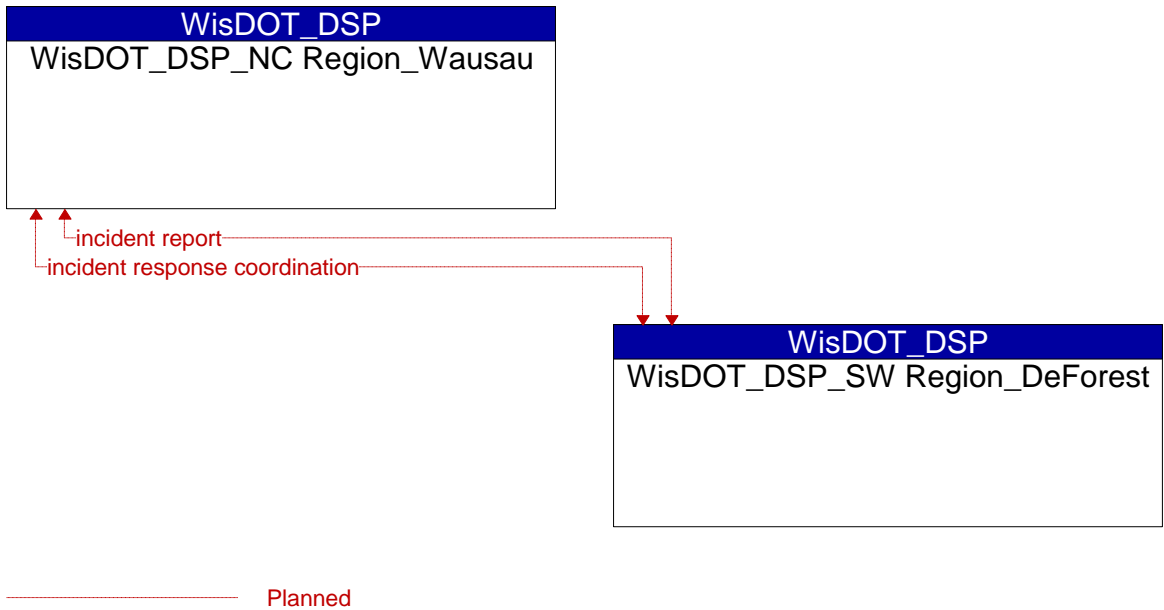 WisDOT_DSP
WisDOT_DSP_NC Region_Wausau
incident report
incident response coordination
WisDOT_DSP
WisDOT_DSP_SW Region_DeForest
Planned